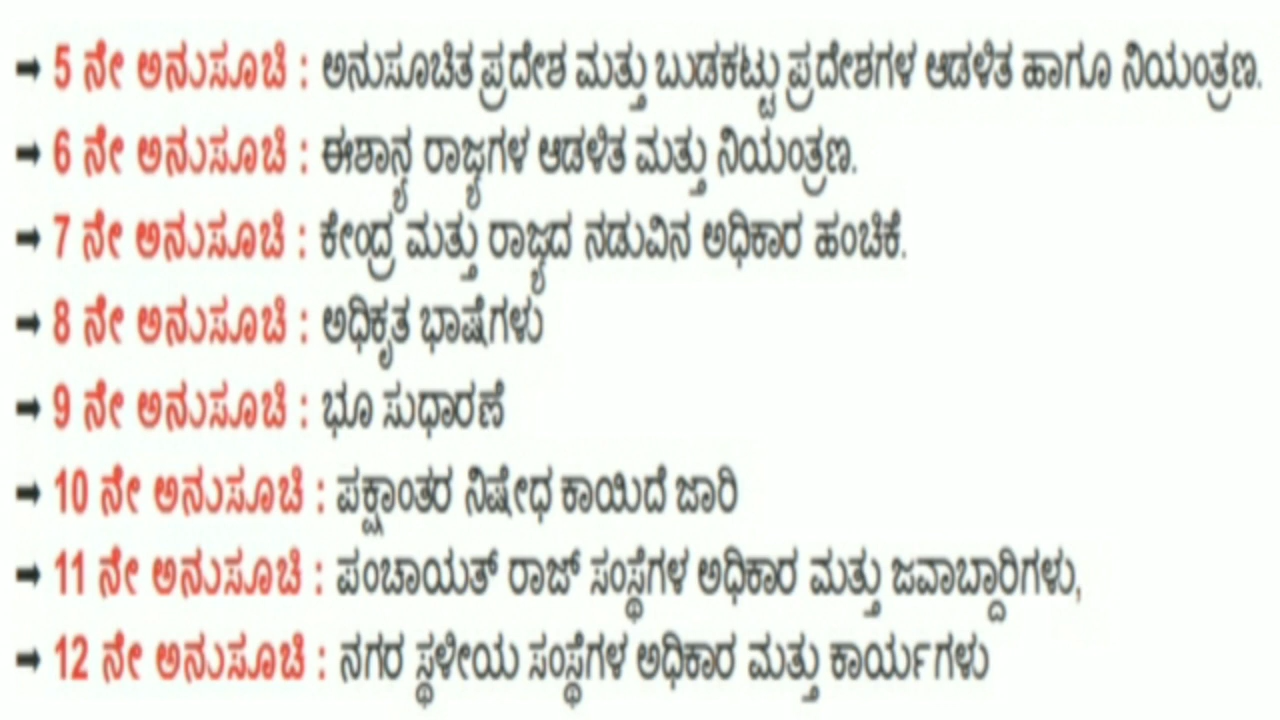 ➡ 5 ನೇ ಅನುಸೂಚಿ : ಅನುಸೂಚಿತ ಪ್ರದೇಶ ಮತ್ತು ಬುಡಕಟ್ಟು ಪ್ರದೇಶಗಳ ಆಡಳಿತ ಹಾಗೂ ನಿಯಂತ್ರಣ.
➡ 6 ನೇ ಅನುಸೂಚಿ : ಈಶಾನ್ಯ ರಾಜ್ಯಗಳ ಆಡಳಿತ ಮತ್ತು ನಿಯಂತ್ರಣ.
➡ 7 ನೇ ಅನುಸೂಚಿ : ಕೇಂದ್ರ ಮತ್ತು ರಾಜ್ಯದ ನಡುವಿನ ಅಧಿಕಾರ ಹಂಚಿಕೆ.
➡ 8 ನೇ ಅನುಸೂಚಿ : ಅಧಿಕೃತ ಭಾಷೆಗಳು
➡ 9 ನೇ ಅನುಸೂಚಿ : ಭೂ ಸುಧಾರಣೆ
➡ 10 ನೇ ಅನುಸೂಚಿ : ಪಕ್ಷಾಂತರ ನಿಷೇಧ ಕಾಯಿದೆ ಜಾರಿ
➡ 11 ನೇ ಅನುಸೂಚಿ : ಪಂಚಾಯತ್ ರಾಜ್ ಸಂಸ್ಥೆಗಳ ಅಧಿಕಾರ ಮತ್ತು ಜವಾಬ್ದಾರಿಗಳು,
➡ 12 ನೇ ಅನುಸೂಚಿ : ನಗರ ಸ್ಥಳೀಯ ಸಂಸ್ಥೆಗಳ ಅಧಿಕಾರ ಮತ್ತು ಕಾರ್ಯಗಳು